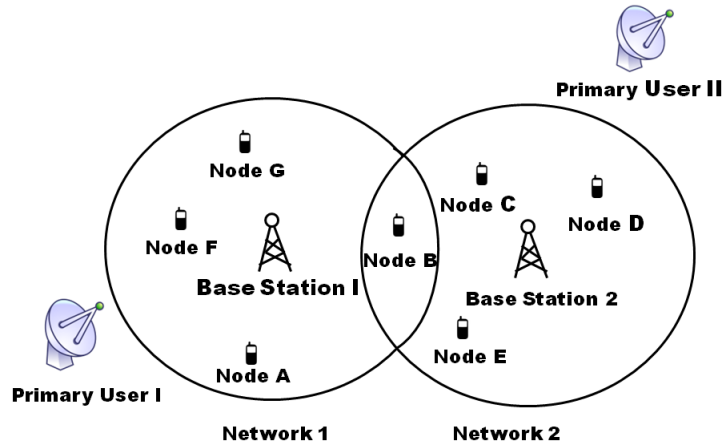 Primary User II
Node G
Node C
Node D
Node F
Node B
Base Station I
Base Station 2
Node E
Node A
Primary User I
Network 1
Network 2